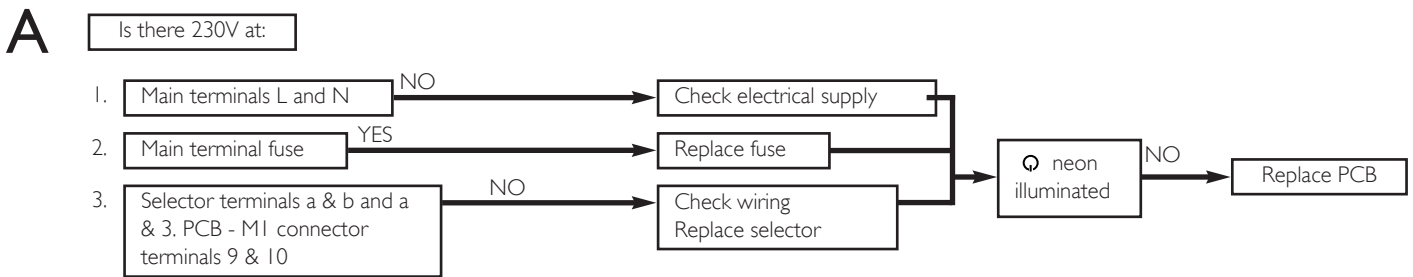 A
Is there 230V at:
1. Main terminals L and N
NO
Check electrical supply
2. Main terminal fuse
YES
Replace fuse
3. Selector terminals a & b and a
& 3. PCB - M1 connector
terminals 9 & 10
NO
Check wiring
Replace selector
neon
illuminated
NO
Replace PCB